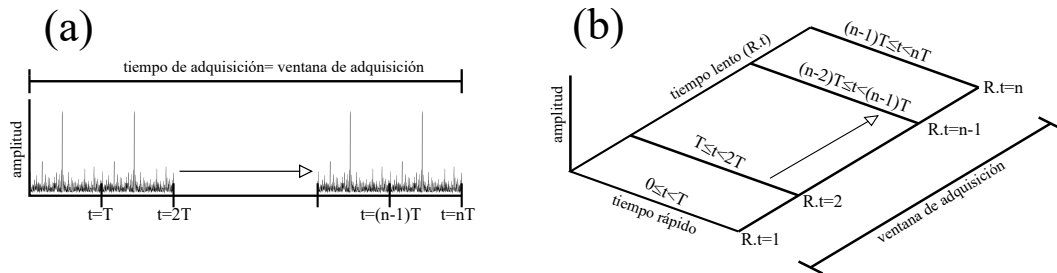 (a)
tiempo de adquisición= ventana de adquisición
amplitud
t=T
t=2T
t=(n-1)T
t=nT
(b)
amplitud
tiempo lento (R.t)
(n-1)T≤t<nT
(n-2)T≤t<(n-1)T
T≤t<2T
0≤t<T
tiempo rápido
R.t=n
R.t=n-1
R.t=2
R.t=1
ventana de adquisición